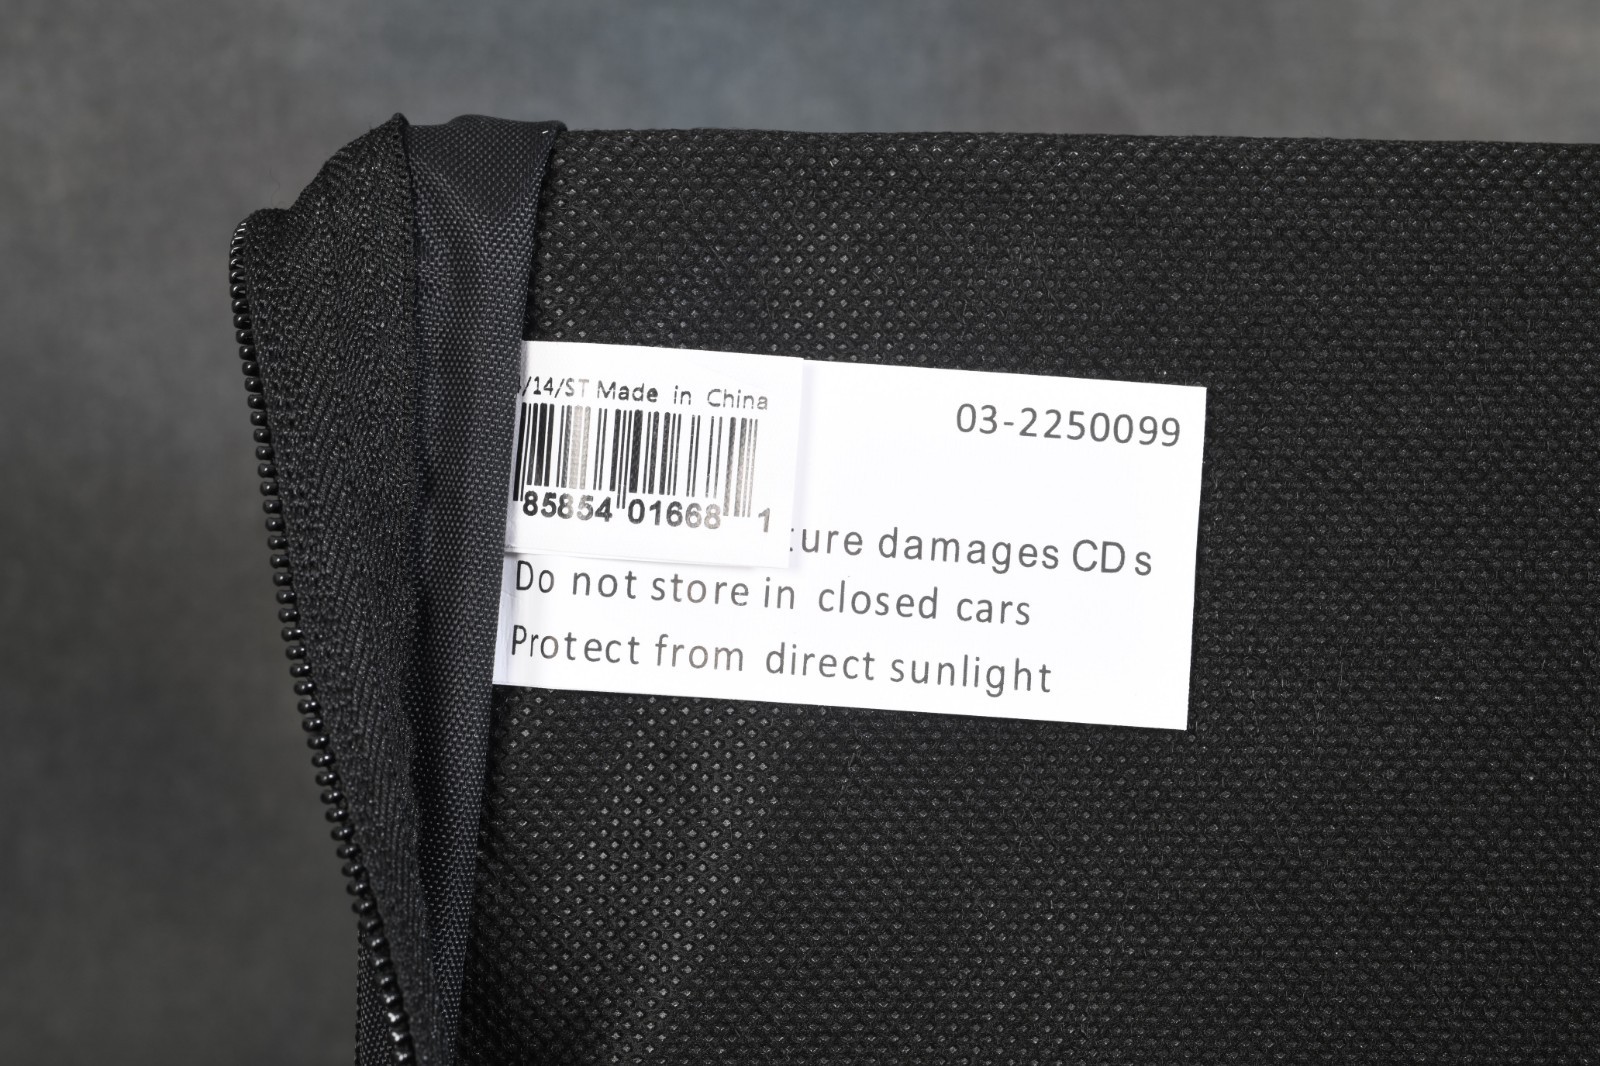 /14/ST Made in China
03-2250099
85854 01668 1
ture damages CDs
Do not store in closed cars
Protect from direct sunlight